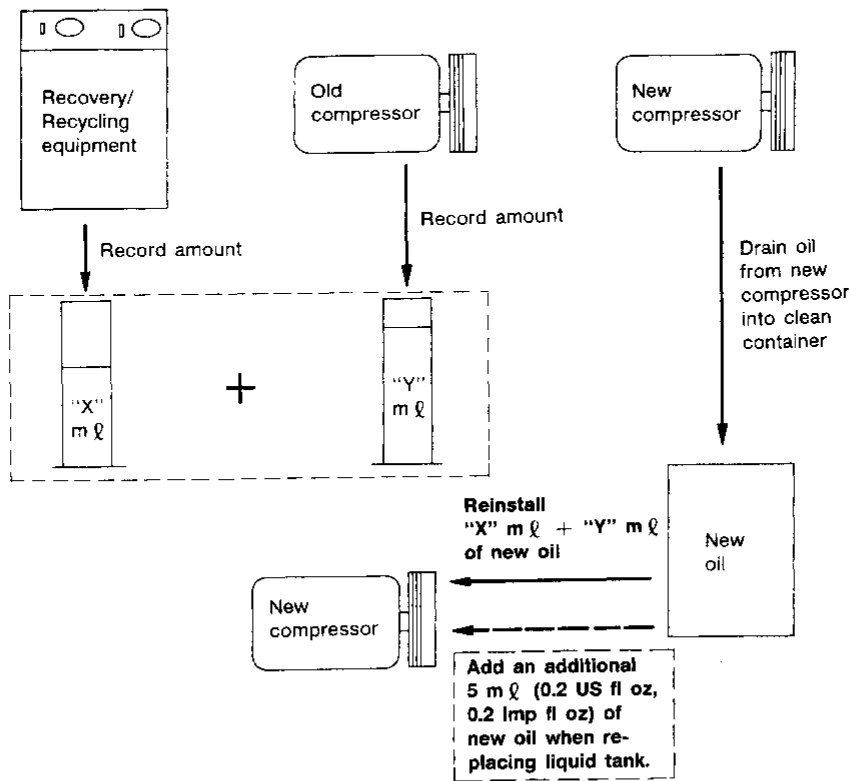 Recovery/
Recycling
equipment
Old
compressor
New
compressor
Record amount
Record amount
Drain oil
from new
compressor
into clean
container
“X”
m ℓ
+
“Y”
m ℓ
Reinstall
“X” m ℓ + “Y” m ℓ
of new oil
New
oil
New
compressor
Add an additional
5 m ℓ (0.2 US fl oz,
0.2 Imp fl oz) of
new oil when re-
placing liquid tank.